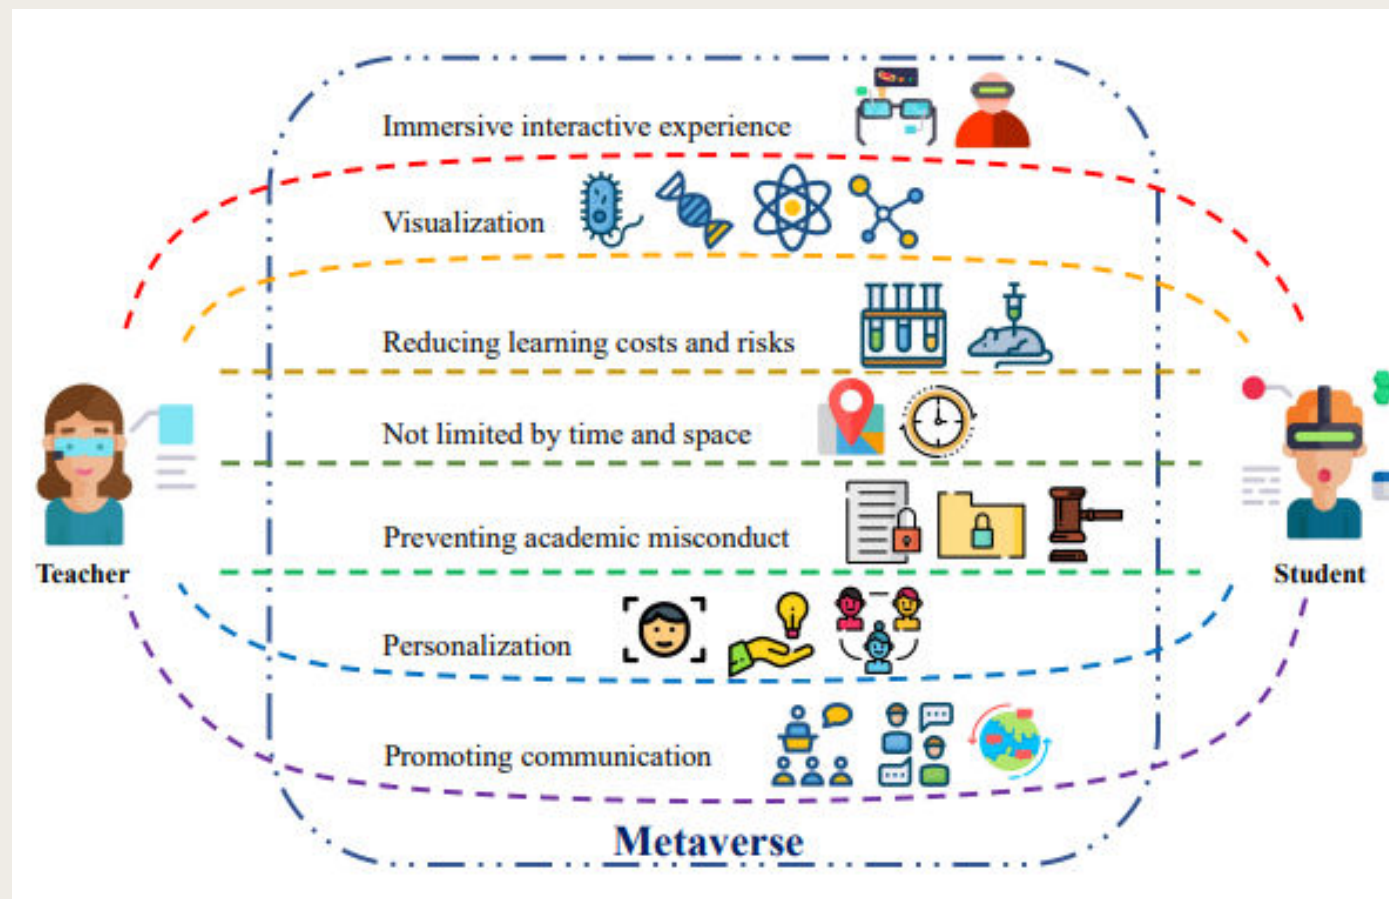 Immersive interactive experience
Visualization
Reducing learning costs and risks
Not limited by time and space
Preventing academic misconduct
Teacher
Student
Personalization
Promoting communication
Metaverse